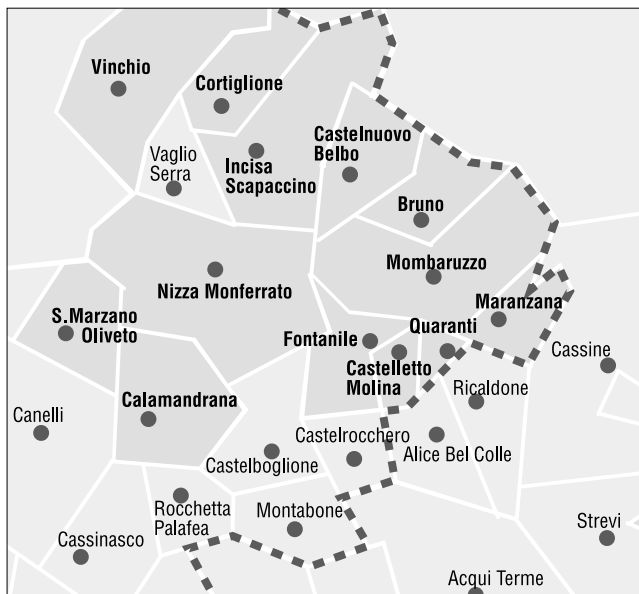 Vinchio
Cortiglione
Castelnuovo
Belbo
Vaglio
Serra
Incisa
Scapaccino
Bruno
Mombaruzzo
Nizza Monferrato
Maranzana
S.Marzano
Oliveto
Fontanile
Quaranti
Castelletto
Molina
Cassine
Ricaldone
Calamandrana
Canelli
Castelrocchero
Alice Bel Colle
Castelboglione
Rocchetta
Palafea
Montabone
Strevi
Cassinasco
Acqui Terme